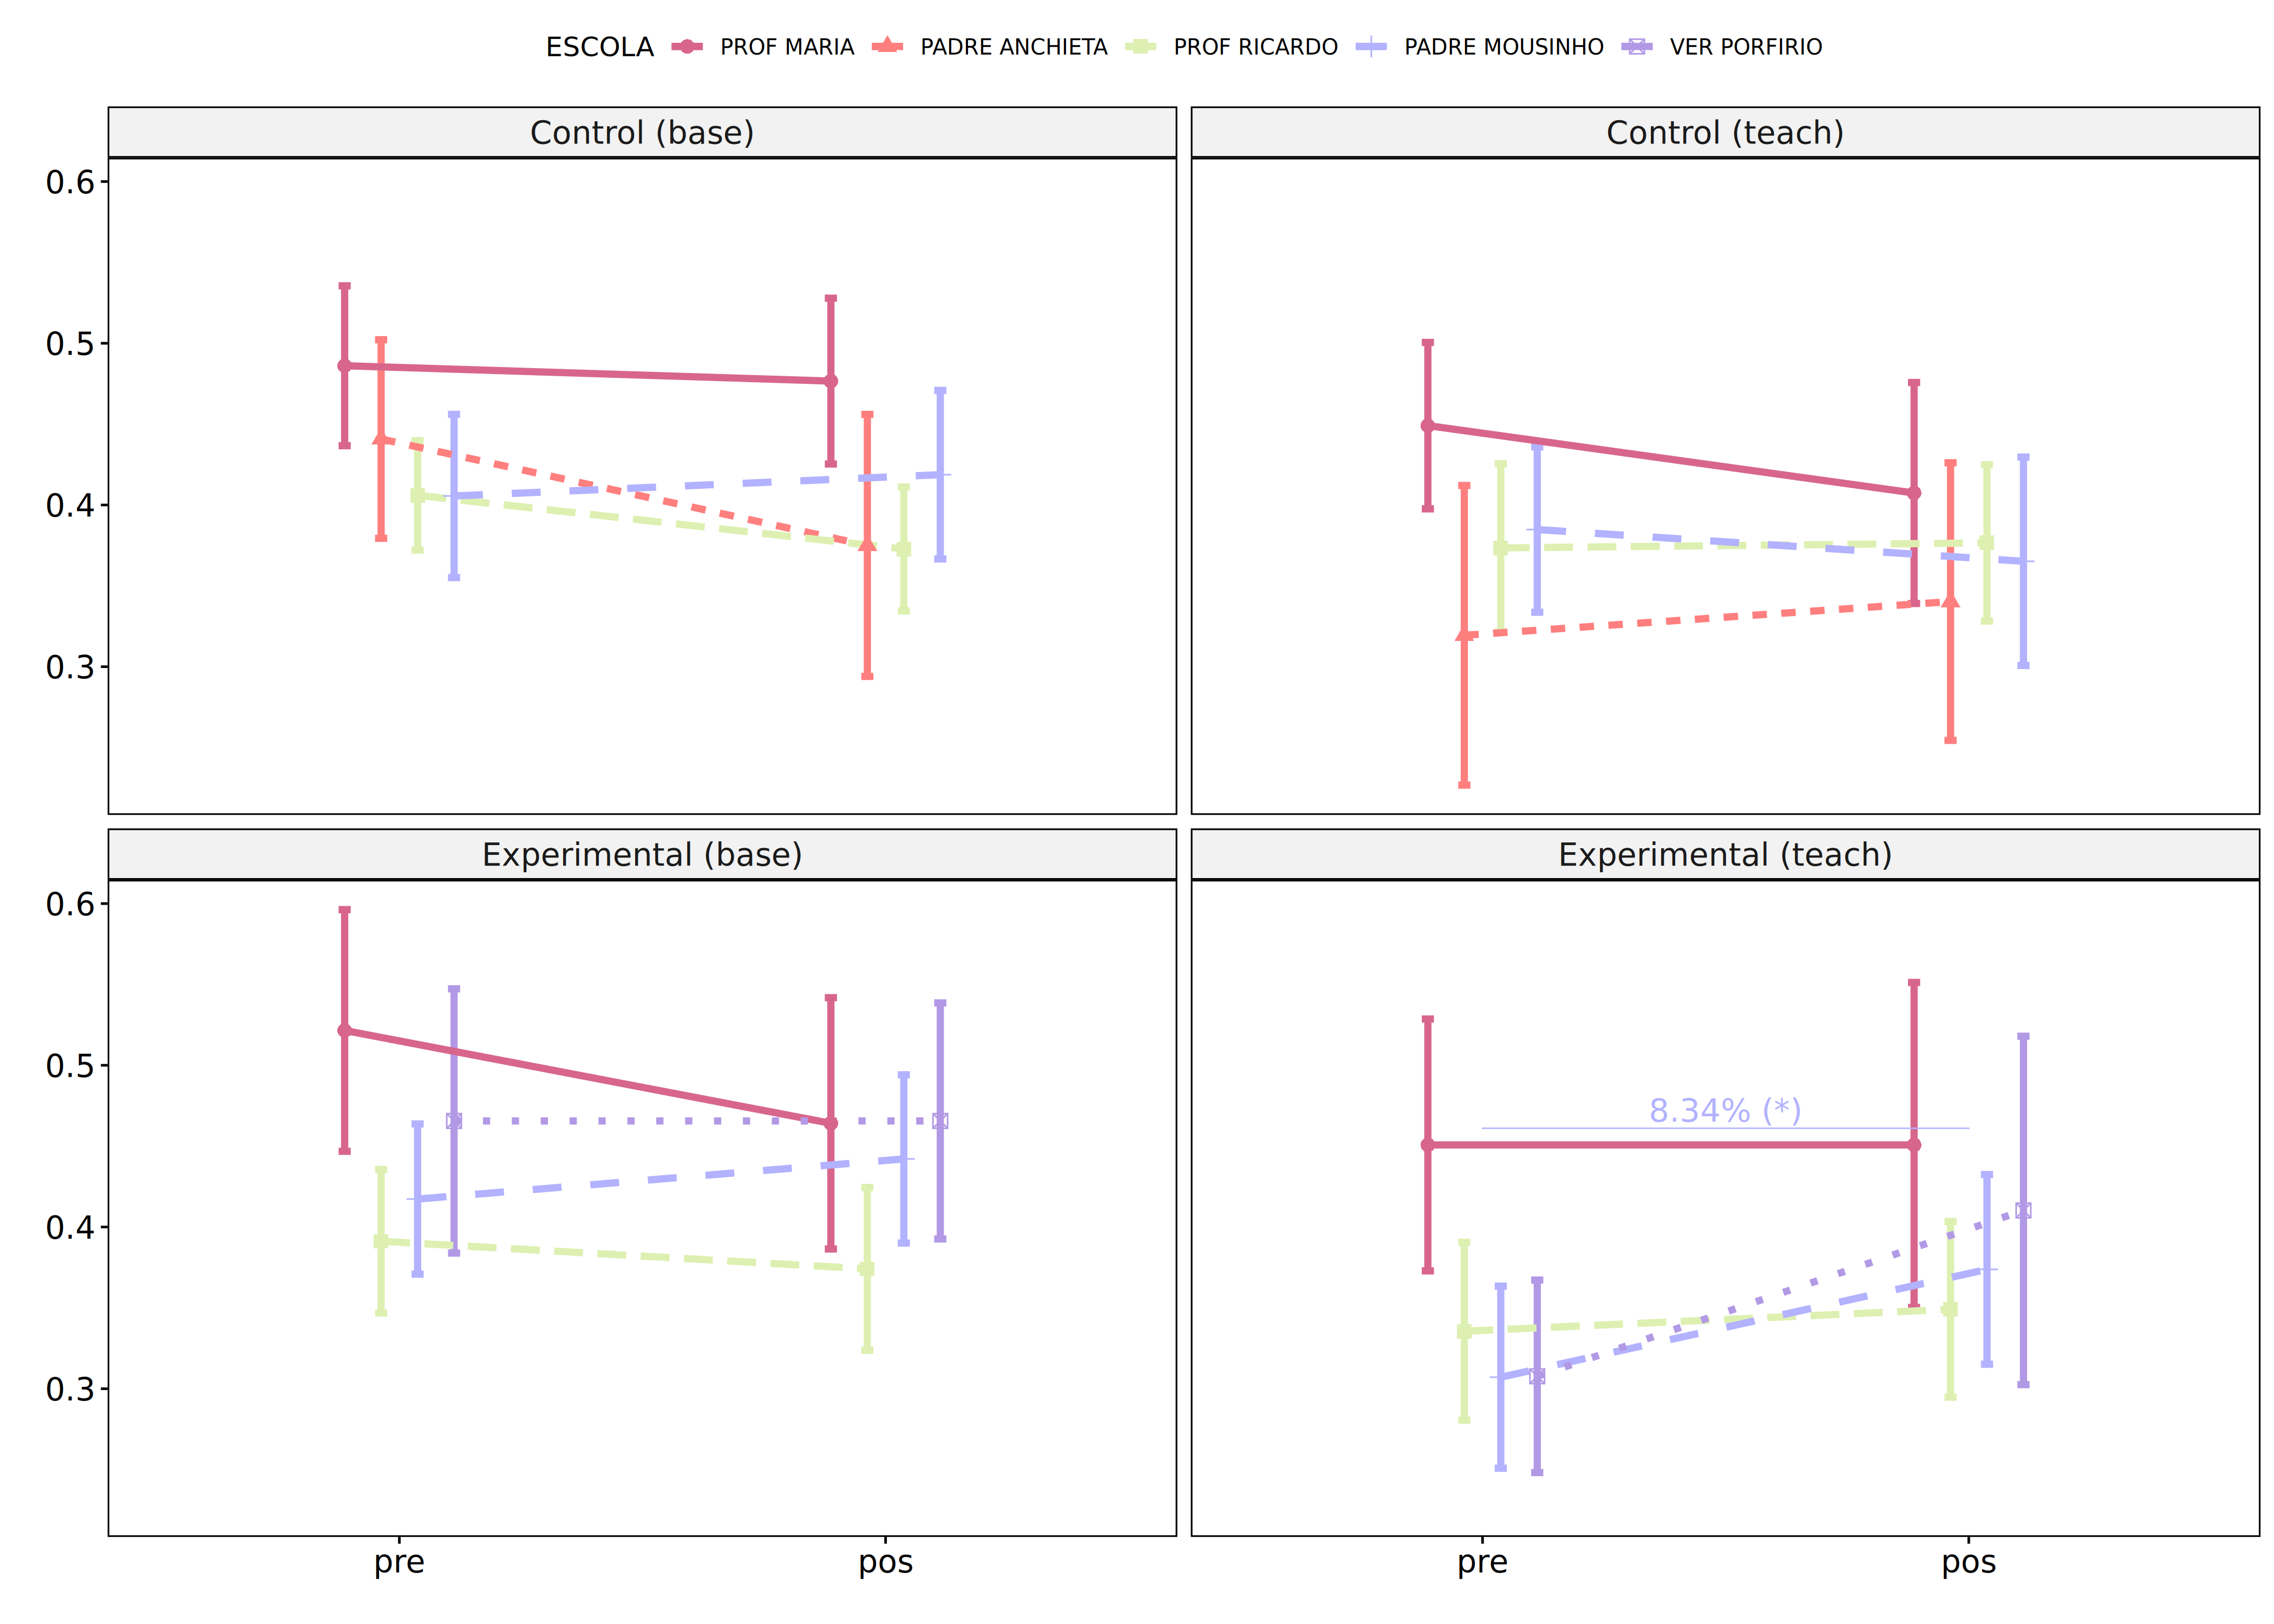 ESCOLA PROF MARIA PADRE ANCHIETA PROF RICARDO PADRE MOUSINHO VER PORFIRIO
Control (base)
Control (teach)
0.6
0.5
0.4
0.3
Experimental (base)
Experimental (teach)
0.6
0.5
0.4
0.3
8.34% (*)
pre
pos
pre
pos